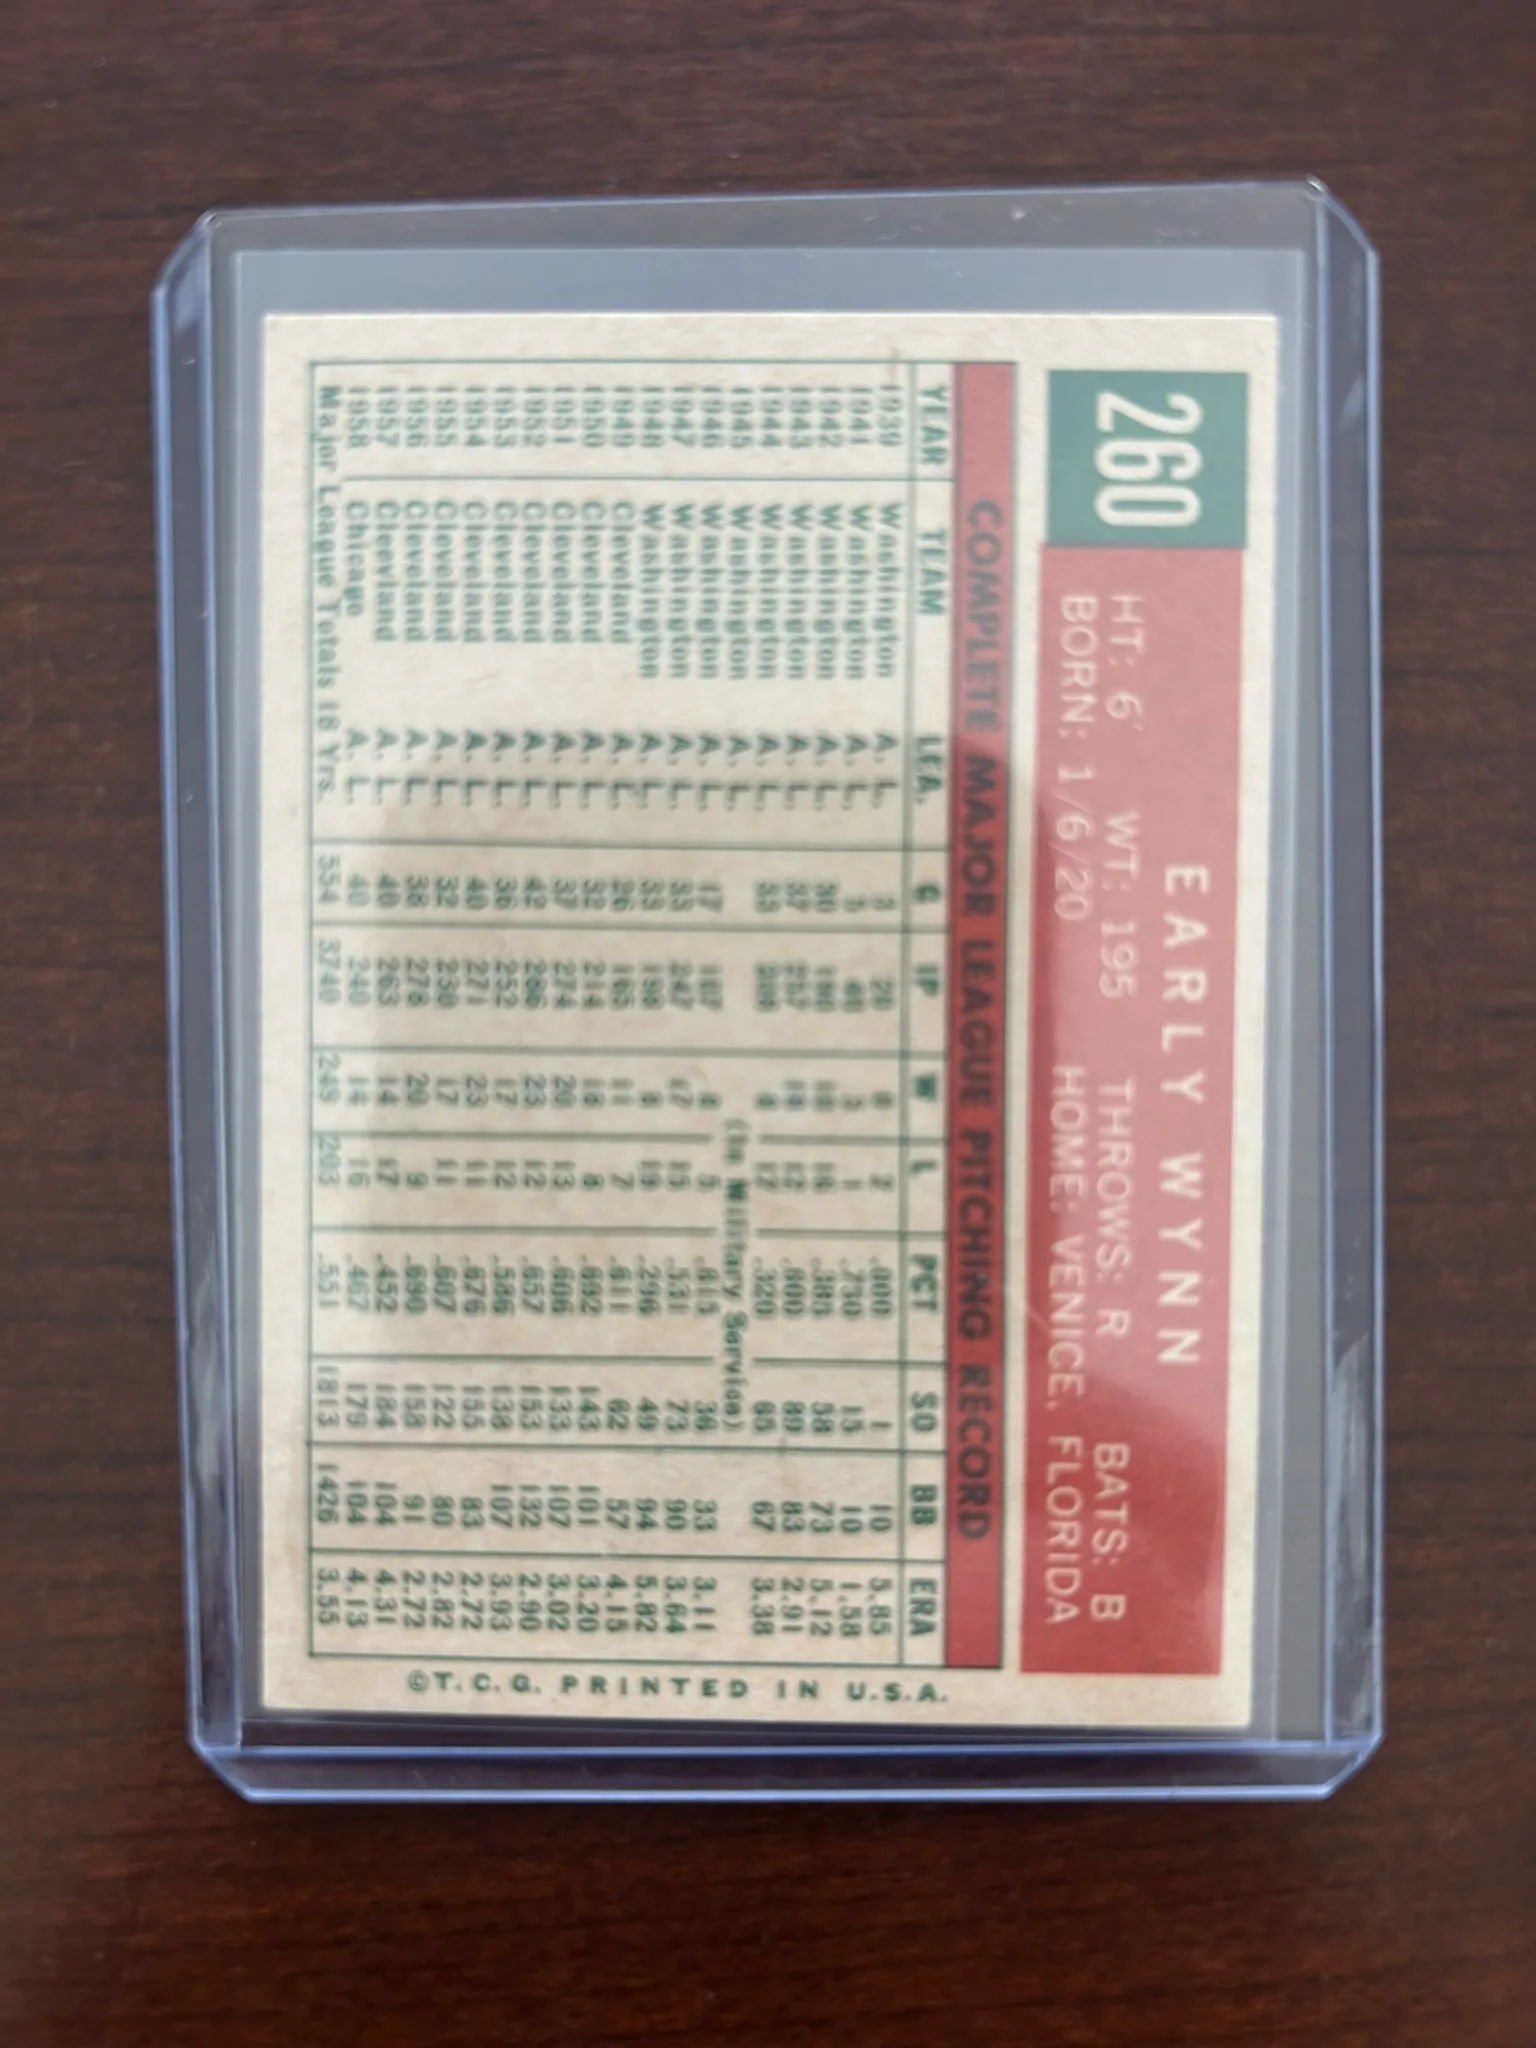 260
EARLY WYNN
HT: 6' WT: 195 THROWS: R BATS: B
BORN: 1/6/20 HOME: VENICE, FLORIDA
COMPLETE MAJOR LEAGUE PITCHING RECORD
YEAR TEAM LEA. G IP W L PCT SO BB ERA
1939 Washington A. L. 3 20 0 2 .000 1 10 5.85
1941 Washington A. L. 5 40 3 1 .750 15 10 1.58
1942 Washington A. L. 30 190 10 16 .385 58 73 5.12
1943 Washington A. L. 37 257 18 12 .600 89 83 2.91
1944 Washington A. L. 33 208 8 17 .320 65 67 3.38
1945 Washington A. L. (In Military Service)
1946 Washington A. L. 17 107 8 5 .615 36 33 3.11
1947 Washington A. L. 33 247 17 15 .531 73 90 3.64
1948 Washington A. L. 33 198 8 19 .296 49 94 5.82
1949 Cleveland A. L. 26 165 11 7 .611 62 57 4.15
1950 Cleveland A. L. 32 214 18 8 .692 143 101 3.20
1951 Cleveland A. L. 37 274 20 13 .606 133 107 3.02
1952 Cleveland A. L. 42 286 23 12 .657 153 132 2.90
1953 Cleveland A. L. 36 252 17 12 .586 138 107 3.93
1954 Cleveland A. L. 40 271 23 11 .676 155 83 2.72
1955 Cleveland A. L. 32 230 17 11 .607 122 80 2.82
1956 Cleveland A. L. 38 278 20 9 .690 158 91 2.72
1957 Cleveland A. L. 40 263 14 17 .452 184 104 4.31
1958 Chicago A. L. 40 240 14 16 .467 179 104 4.13
Major League Totals 18 Yrs. 554 3740 249 203 .551 1813 1426 3.55
©T. C. G. PRINTED IN U.S.A.